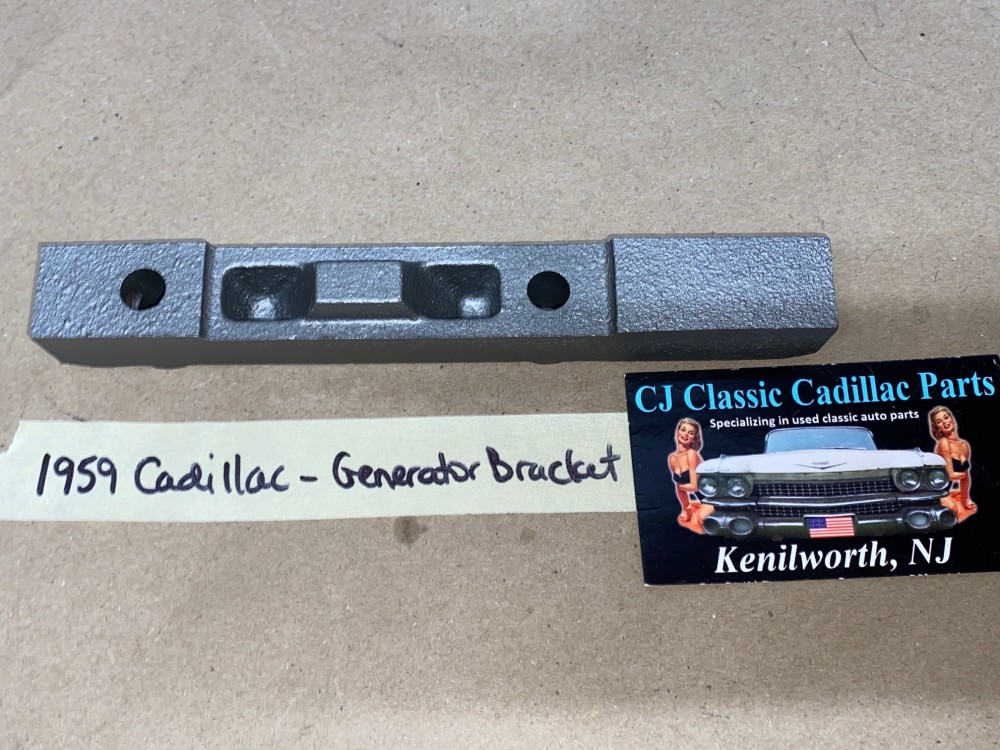 1959 Cadillac - Generator Bracket
CJ Classic Cadillac Parts
Specializing in used classic auto parts
Kenilworth, NJ